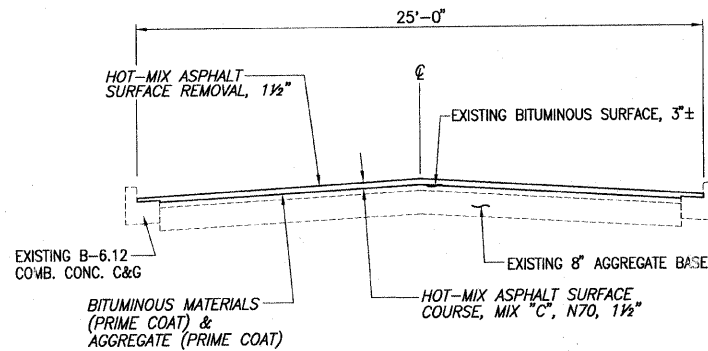 25'-0"
HOT-MIX ASPHALT
SURFACE REMOVAL, 1½"
℄
EXISTING BITUMINOUS SURFACE, 3"±
EXISTING B-6.12
COMB. CONC. C&G
EXISTING 8" AGGREGATE BASE
BITUMINOUS MATERIALS
(PRIME COAT) &
AGGREGATE (PRIME COAT)
HOT-MIX ASPHALT SURFACE
COURSE, MIX "C", N70, 1½"